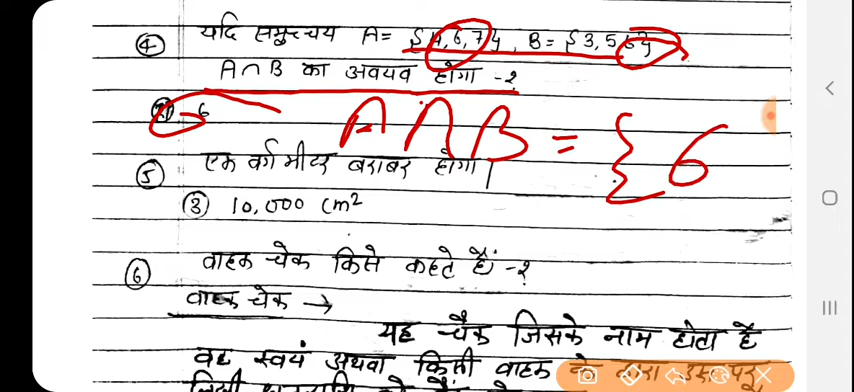 ④ यदि समुच्चय A = {4,6,7}, B = {3,5,6}
A∩B का अवयव होगा -?
→ 6
A∩B = {6
⑤ एक वर्ग मीटर बराबर होगा।
③ 10,000 cm²
⑥ वाहक चेक किसे कहते हैं -?
वाहक चेक →
यह चैक जिसके नाम होता है
वह स्वयं अथवा किसी वाहक के द्वारा